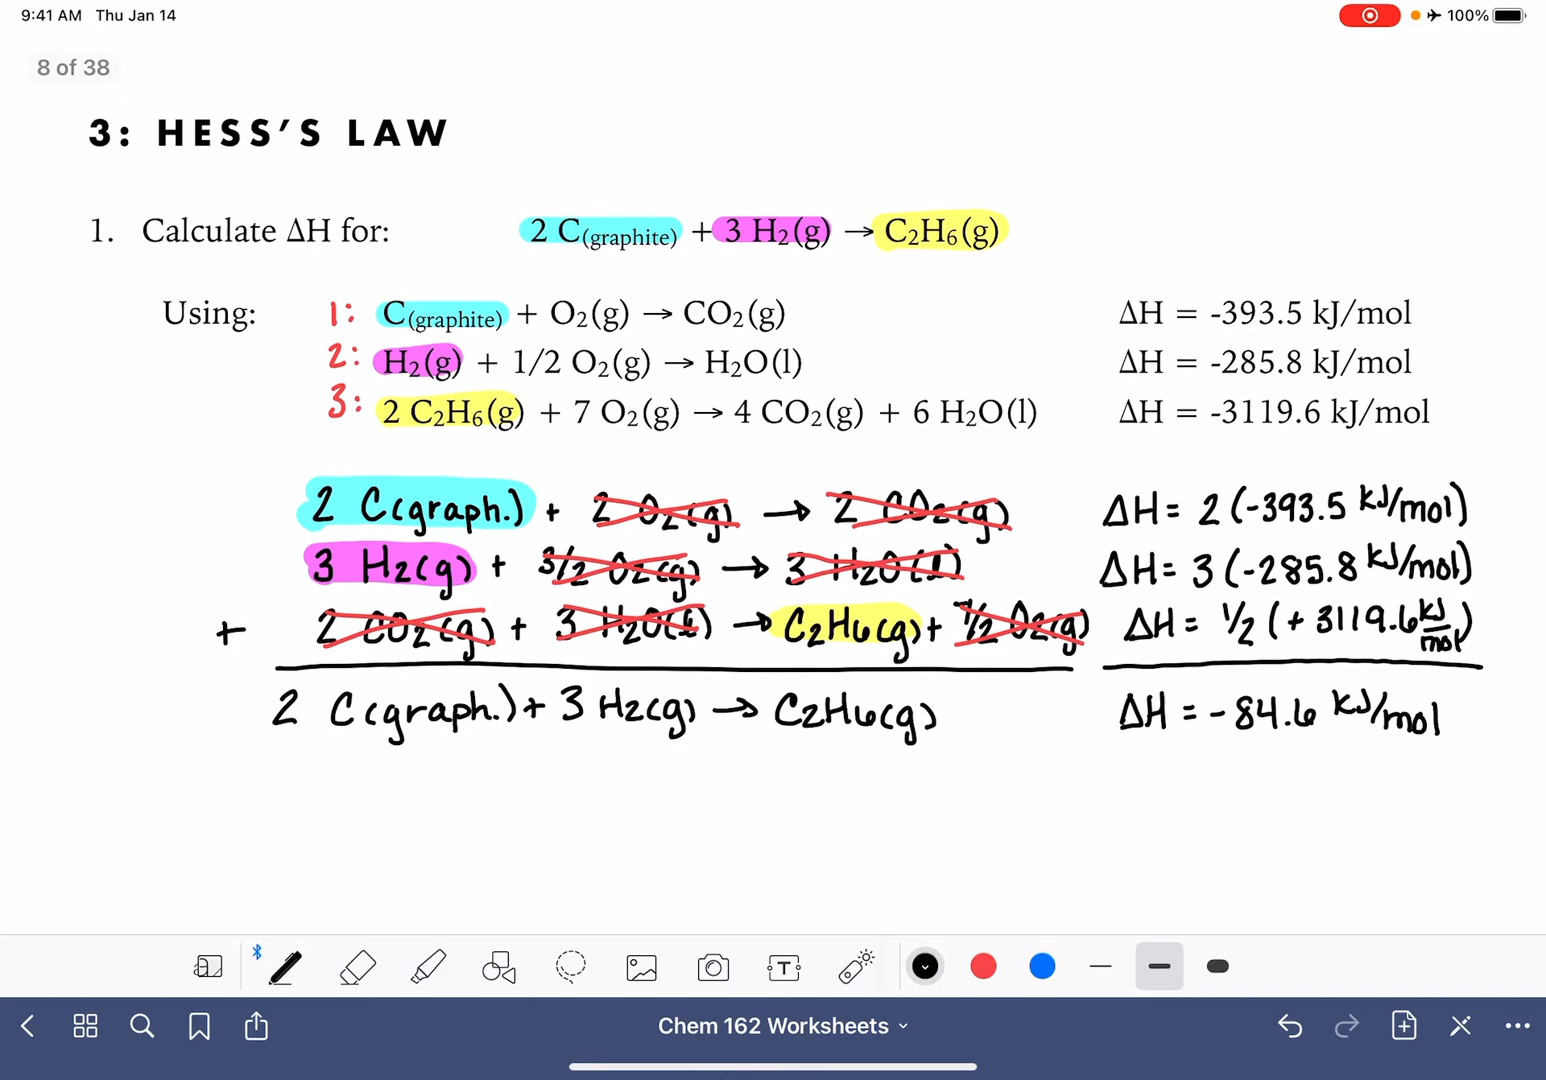 9:41 AM Thu Jan 14
100%
8 of 38
3: HESS'S LAW
1. Calculate ΔH for: 2 C(graphite) + 3 H₂(g) → C₂H₆(g)
Using: 1: C(graphite) + O₂(g) → CO₂(g) ΔH = -393.5 kJ/mol
2: H₂(g) + 1/2 O₂(g) → H₂O(l) ΔH = -285.8 kJ/mol
3: 2 C₂H₆(g) + 7 O₂(g) → 4 CO₂(g) + 6 H₂O(l) ΔH = -3119.6 kJ/mol
2 C(graph.) + 2 O₂(g) → 2 CO₂(g) ΔH = 2 (-393.5 kJ/mol)
3 H₂(g) + 3/2 O₂(g) → 3 H₂O(l) ΔH = 3 (-285.8 kJ/mol)
+ 2 CO₂(g) + 3 H₂O(l) → C₂H₆(g) + 7/2 O₂(g) ΔH = 1/2 (+ 3119.6 kJ/mol)
2 C(graph.) + 3 H₂(g) → C₂H₆(g) ΔH = -84.6 kJ/mol
Chem 162 Worksheets